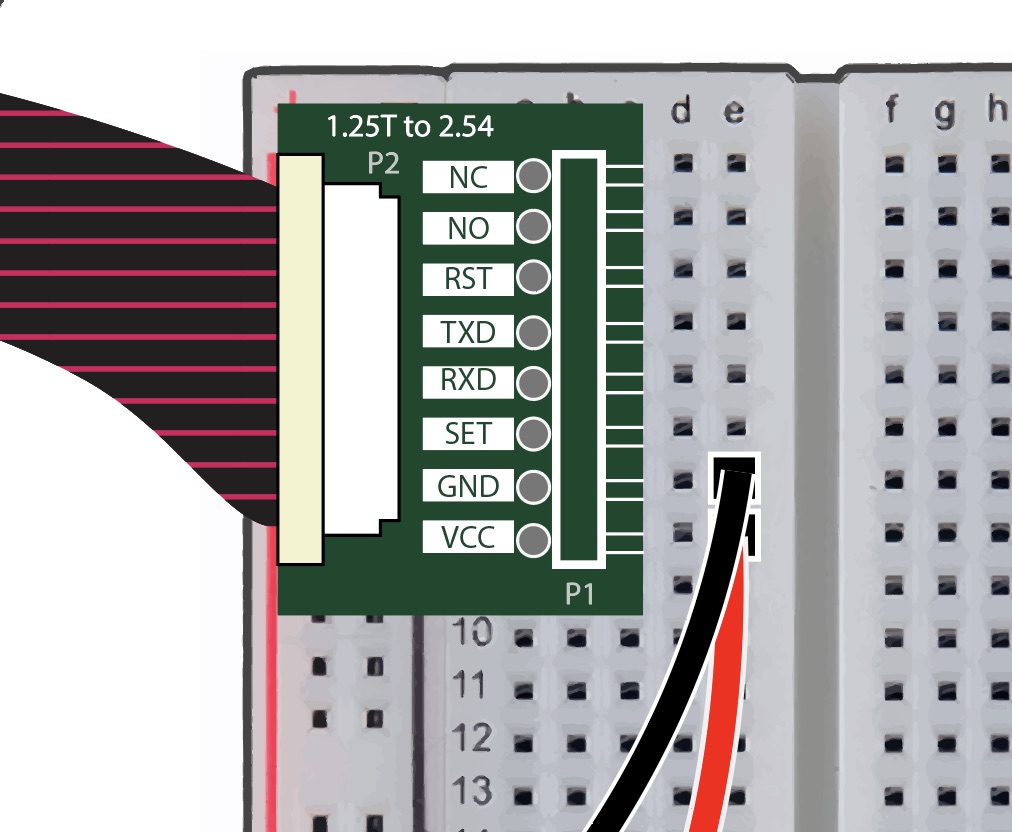 1.25T to 2.54
P2
d e f g h
NC
NO
RST
TXD
RXD
SET
GND
VCC
P1
10
11
12
13